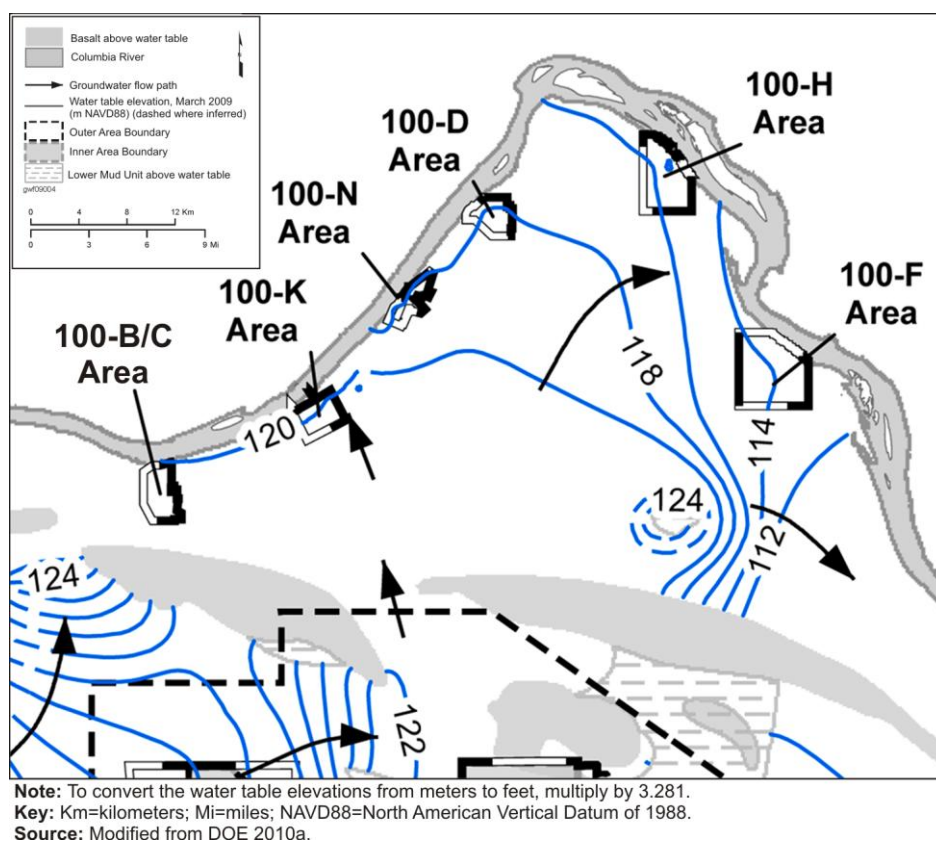 Basalt above water table
Columbia River
Groundwater flow path
Water table elevation, March 2009
(m NAVD88) (dashed where inferred)
Outer Area Boundary
Inner Area Boundary
Lower Mud Unit above water table
gwf09004
0 4 8 12 Km
0 3 6 9 Mi
100-H
Area
100-D
Area
100-N
Area
100-K
Area
100-F
Area
100-B/C
Area
118
120
114
124
112
124
122
Note: To convert the water table elevations from meters to feet, multiply by 3.281.
Key: Km=kilometers; Mi=miles; NAVD88=North American Vertical Datum of 1988.
Source: Modified from DOE 2010a.